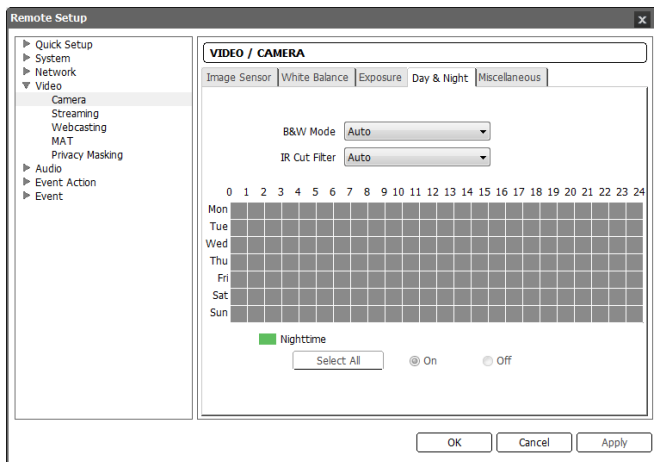 Remote Setup x
Quick Setup
System
Network
Video
Camera
Streaming
Webcasting
MAT
Privacy Masking
Audio
Event Action
Event
VIDEO / CAMERA
Image Sensor White Balance Exposure Day & Night Miscellaneous
B&W Mode Auto
IR Cut Filter Auto
0 1 2 3 4 5 6 7 8 9 10 11 12 13 14 15 16 17 18 19 20 21 22 23 24
Mon
Tue
Wed
Thu
Fri
Sat
Sun
Nighttime
Select All On Off
OK Cancel Apply